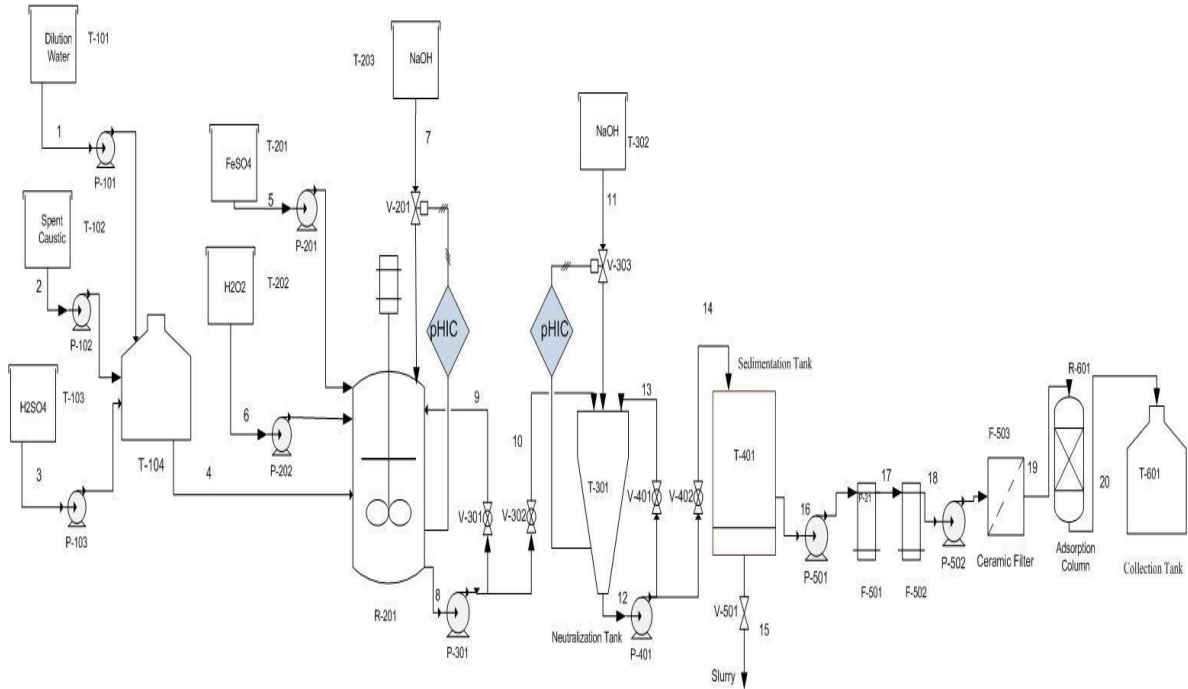 Dilution
Water
T-101
1
P-101
Spent
Caustic
T-102
2
P-102
H2SO4
T-103
3
P-103
T-104
4
FeSO4
T-201
5
P-201
H2O2
T-202
6
P-202
T-203
NaOH
7
V-201
pHIC
R-201
8
P-301
9
V-301
10
V-302
NaOH
T-302
11
V-303
pHIC
T-301
Neutralization Tank
12
P-401
13
V-401
V-402
14
Sedimentation Tank
T-401
V-501
15
Slurry
16
P-501
P-21
17
F-501
18
F-502
P-502
F-503
Ceramic Filter
19
R-601
Adsorption
Column
20
T-601
Collection Tank